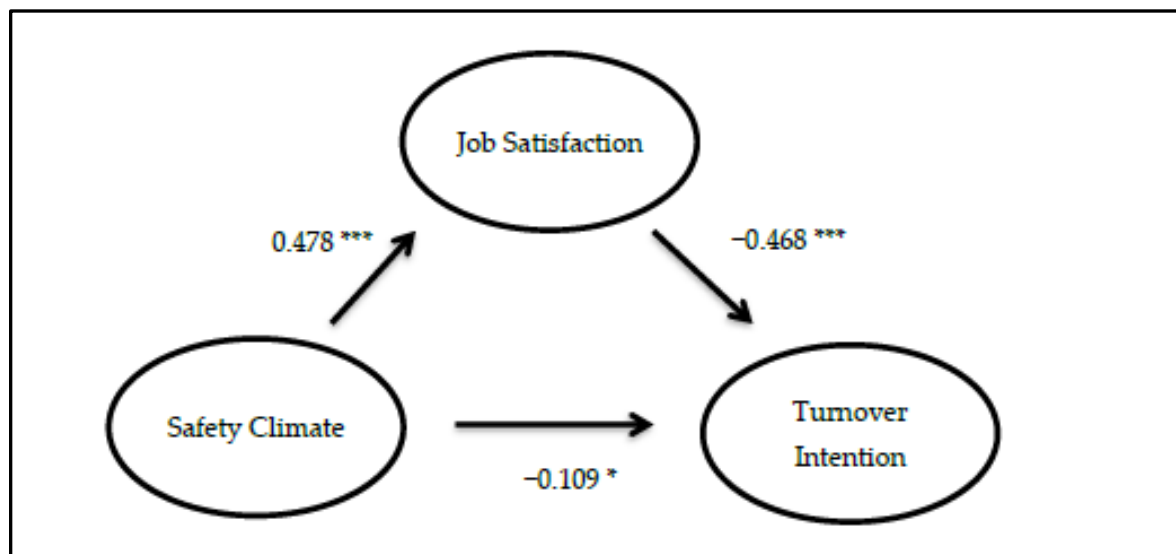 Job Satisfaction
0.478 ***
−0.468 ***
Safety Climate
Turnover
Intention
−0.109 *